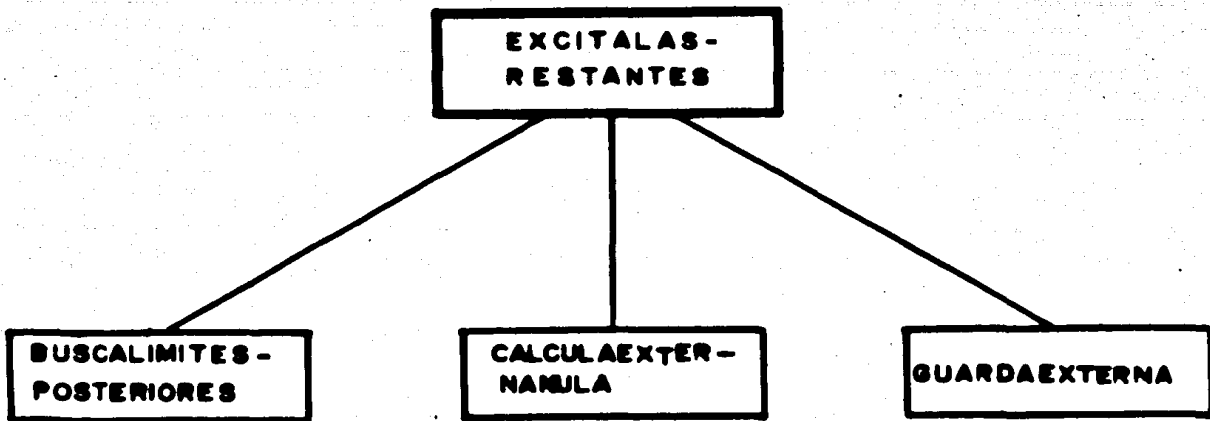 EXCITALAS-
RESTANTES
BUSCALIMITES-
POSTERIORES
CALCULAEXTER-
NANULA
GUARDAEXTERNA